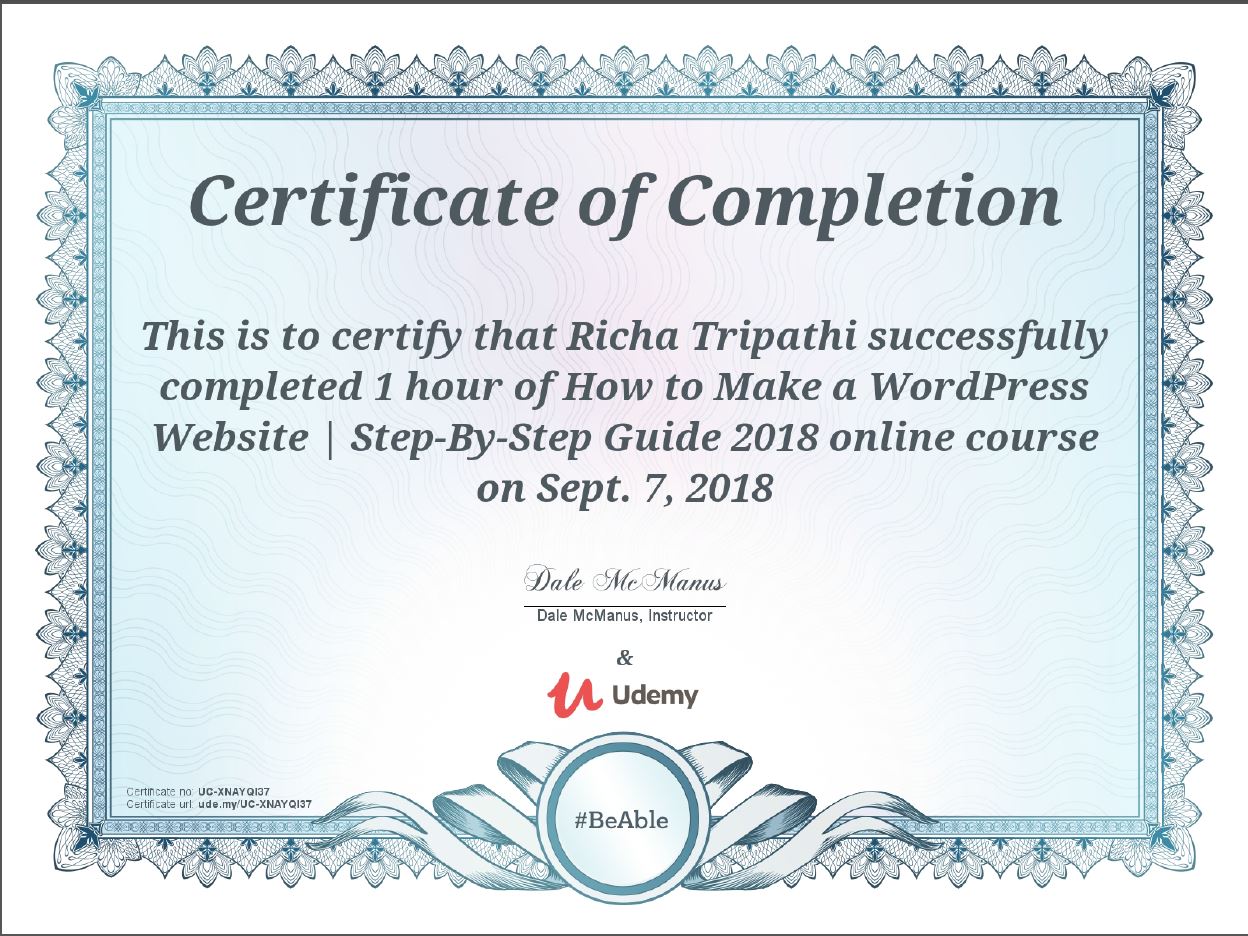 Certificate of Completion
This is to certify that Richa Tripathi successfully
completed 1 hour of How to Make a WordPress
Website | Step-By-Step Guide 2018 online course
on Sept. 7, 2018
Dale McManus
Dale McManus, Instructor
&
Udemy
Certificate no: UC-XNAYQI37
Certificate url: ude.my/UC-XNAYQI37
#BeAble